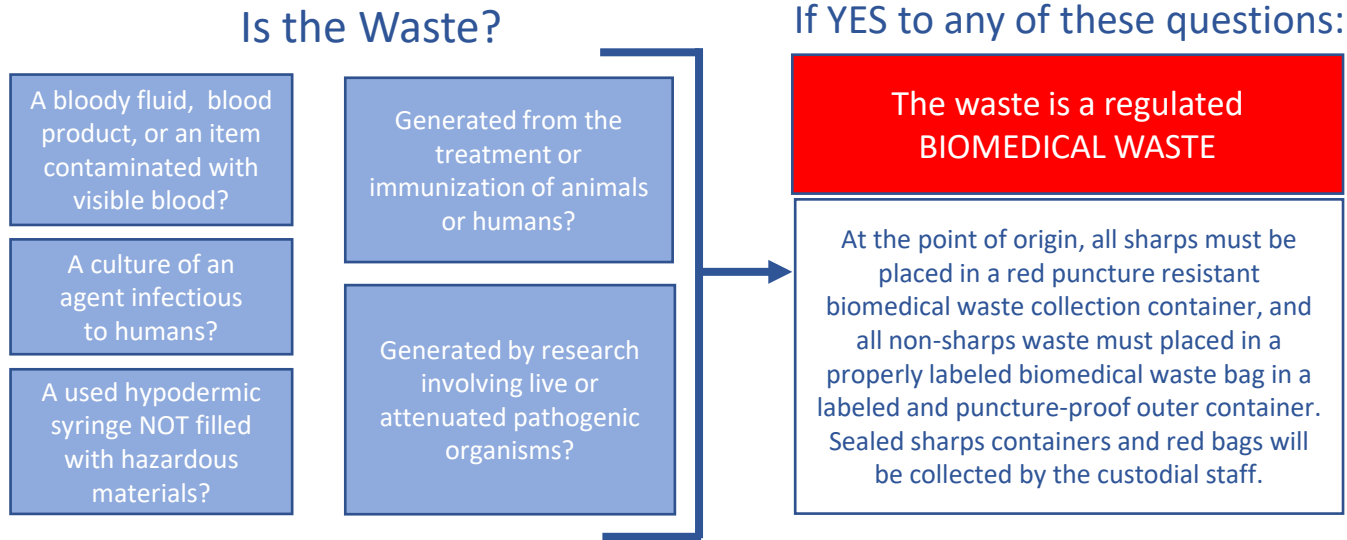 Is the Waste?
A bloody fluid, blood
product, or an item
contaminated with
visible blood?
A culture of an
agent infectious
to humans?
A used hypodermic
syringe NOT filled
with hazardous
materials?
Generated from the
treatment or
immunization of animals
or humans?
Generated by research
involving live or
attenuated pathogenic
organisms?
If YES to any of these questions:
The waste is a regulated
BIOMEDICAL WASTE
At the point of origin, all sharps must be
placed in a red puncture resistant
biomedical waste collection container, and
all non-sharps waste must placed in a
properly labeled biomedical waste bag in a
labeled and puncture-proof outer container.
Sealed sharps containers and red bags will
be collected by the custodial staff.